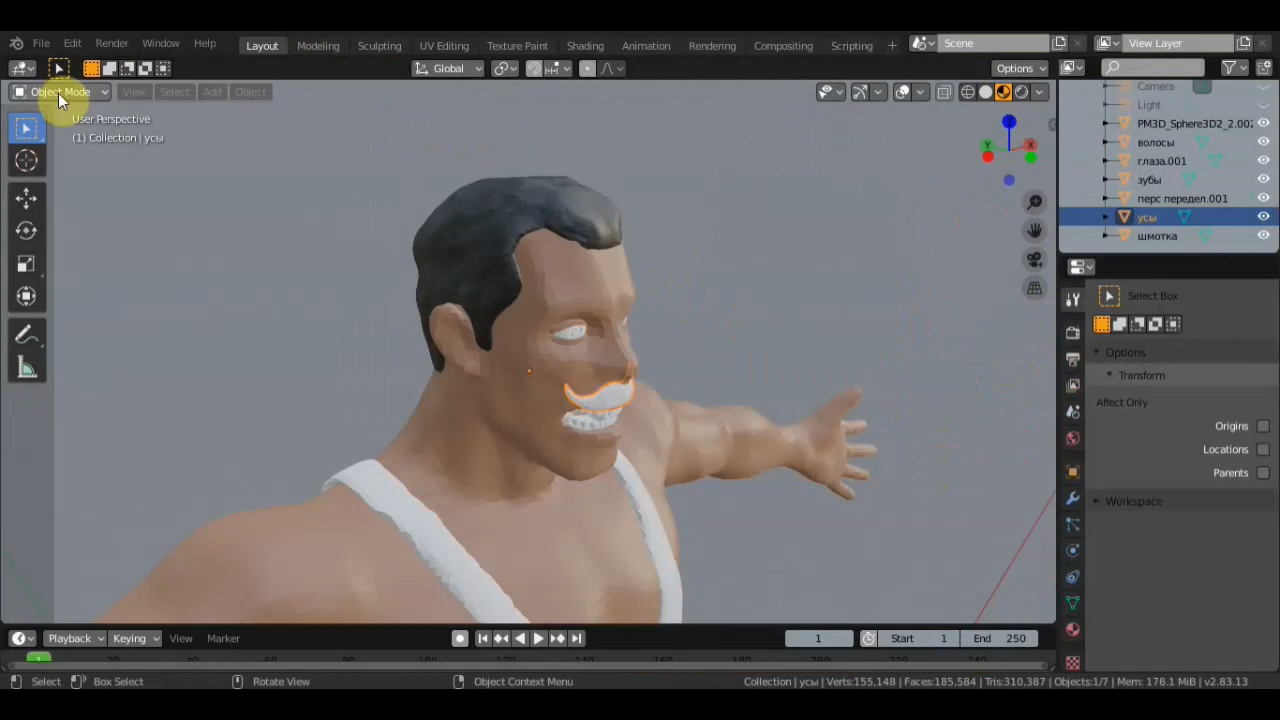 File Edit Render Window Help Layout Modeling Sculpting UV Editing Texture Paint Shading Animation Rendering Compositing Scripting + Scene View Layer
Global Options
Object Mode View Select Add Object
User Perspective
(1) Collection | усы
Z
Y X
Camera
Light
PM3D_Sphere3D2_2.002
волосы
глаза.001
зубы
перс передел.001
усы
шмотка
Select Box
Options
Transform
Affect Only
Origins
Locations
Parents
Workspace
Playback Keying View Marker 1 Start 1 End 250
1
Select Box Select Rotate View Object Context Menu Collection | усы | Verts:155,148 | Faces:185,584 | Tris:310,387 | Objects:1/7 | Mem: 178.1 MiB | v2.83.13